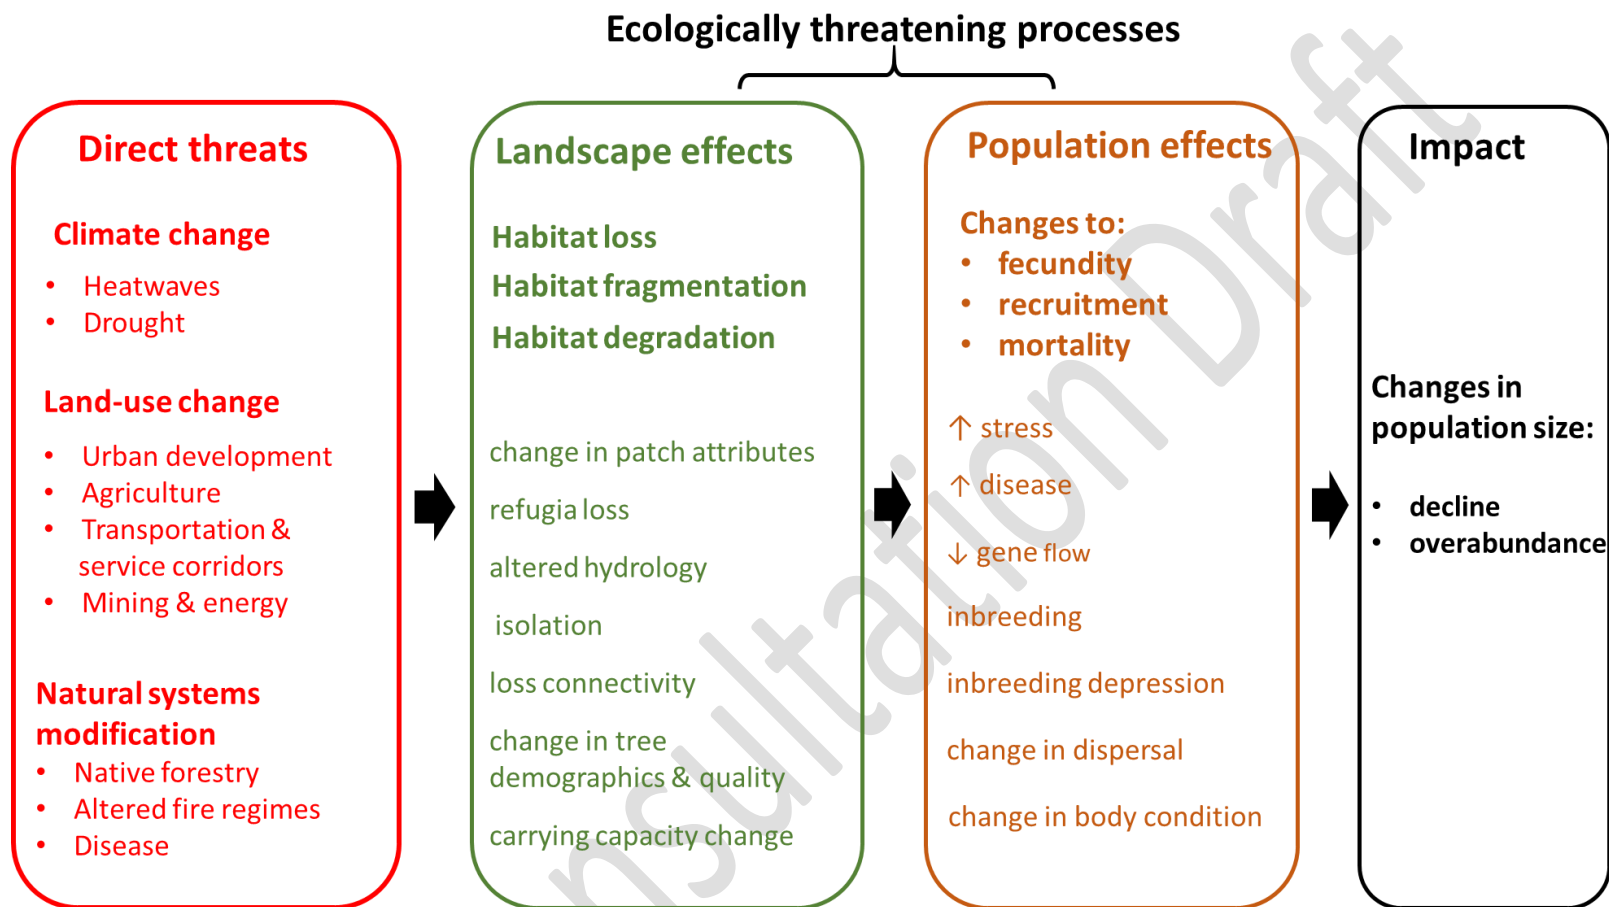 Ecologically threatening processes
Direct threats
Climate change
• Heatwaves
• Drought
Land-use change
• Urban development
• Agriculture
• Transportation &
service corridors
• Mining & energy
Natural systems
modification
• Native forestry
• Altered fire regimes
• Disease
Landscape effects
Habitat loss
Habitat fragmentation
Habitat degradation
change in patch attributes
refugia loss
altered hydrology
isolation
loss connectivity
change in tree
demographics & quality
carrying capacity change
Population effects
Changes to:
• fecundity
• recruitment
• mortality
↑ stress
↑ disease
↓ gene flow
inbreeding
inbreeding depression
change in dispersal
change in body condition
Impact
Changes in
population size:
• decline
• overabundance
nsultation Draft